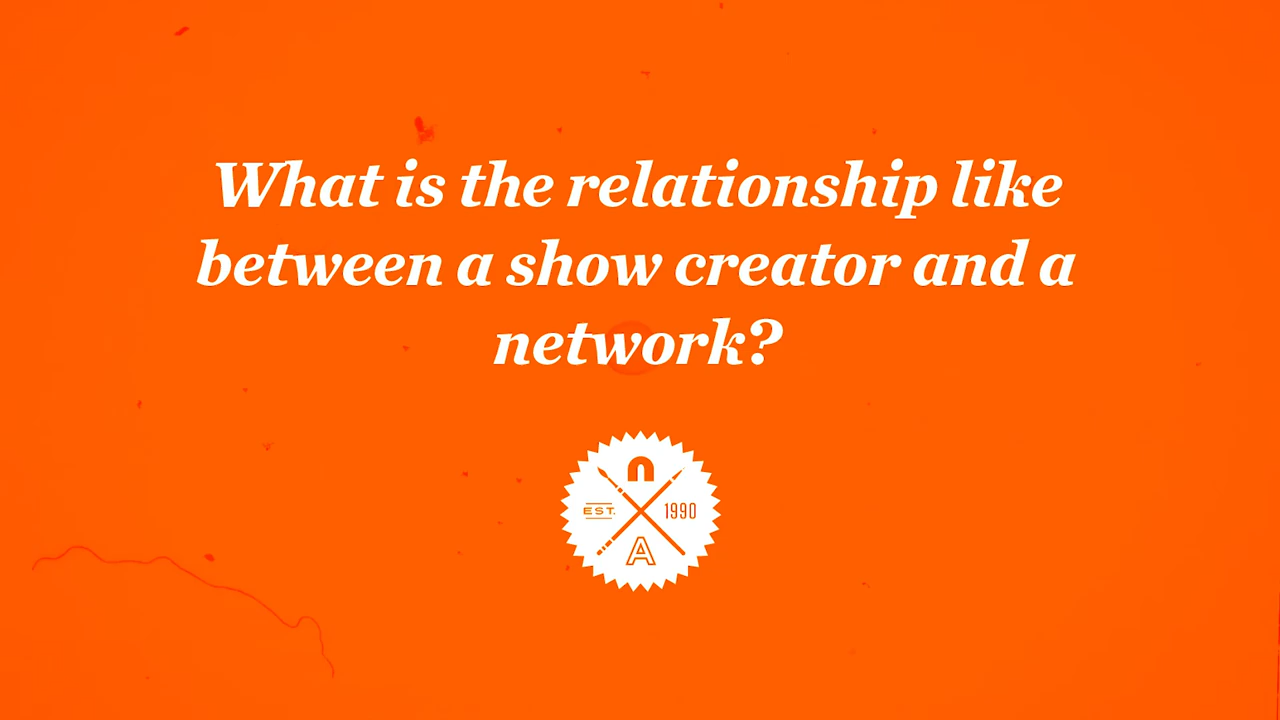 What is the relationship like
between a show creator and a
network?
n
EST. 1990
A